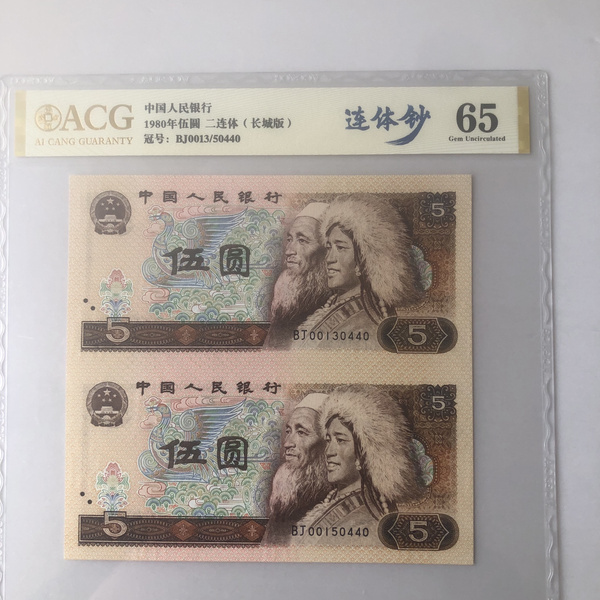 ACG
AI CANG GUARANTY
中国人民银行
1980年伍圆 二连体（长城版）
冠号：BJ0013/50440
连体钞
65
Gem Uncirculated
中国人民银行
5
伍圆
5
BJ00130440
5
中国人民银行
5
伍圆
5
BJ00150440
5